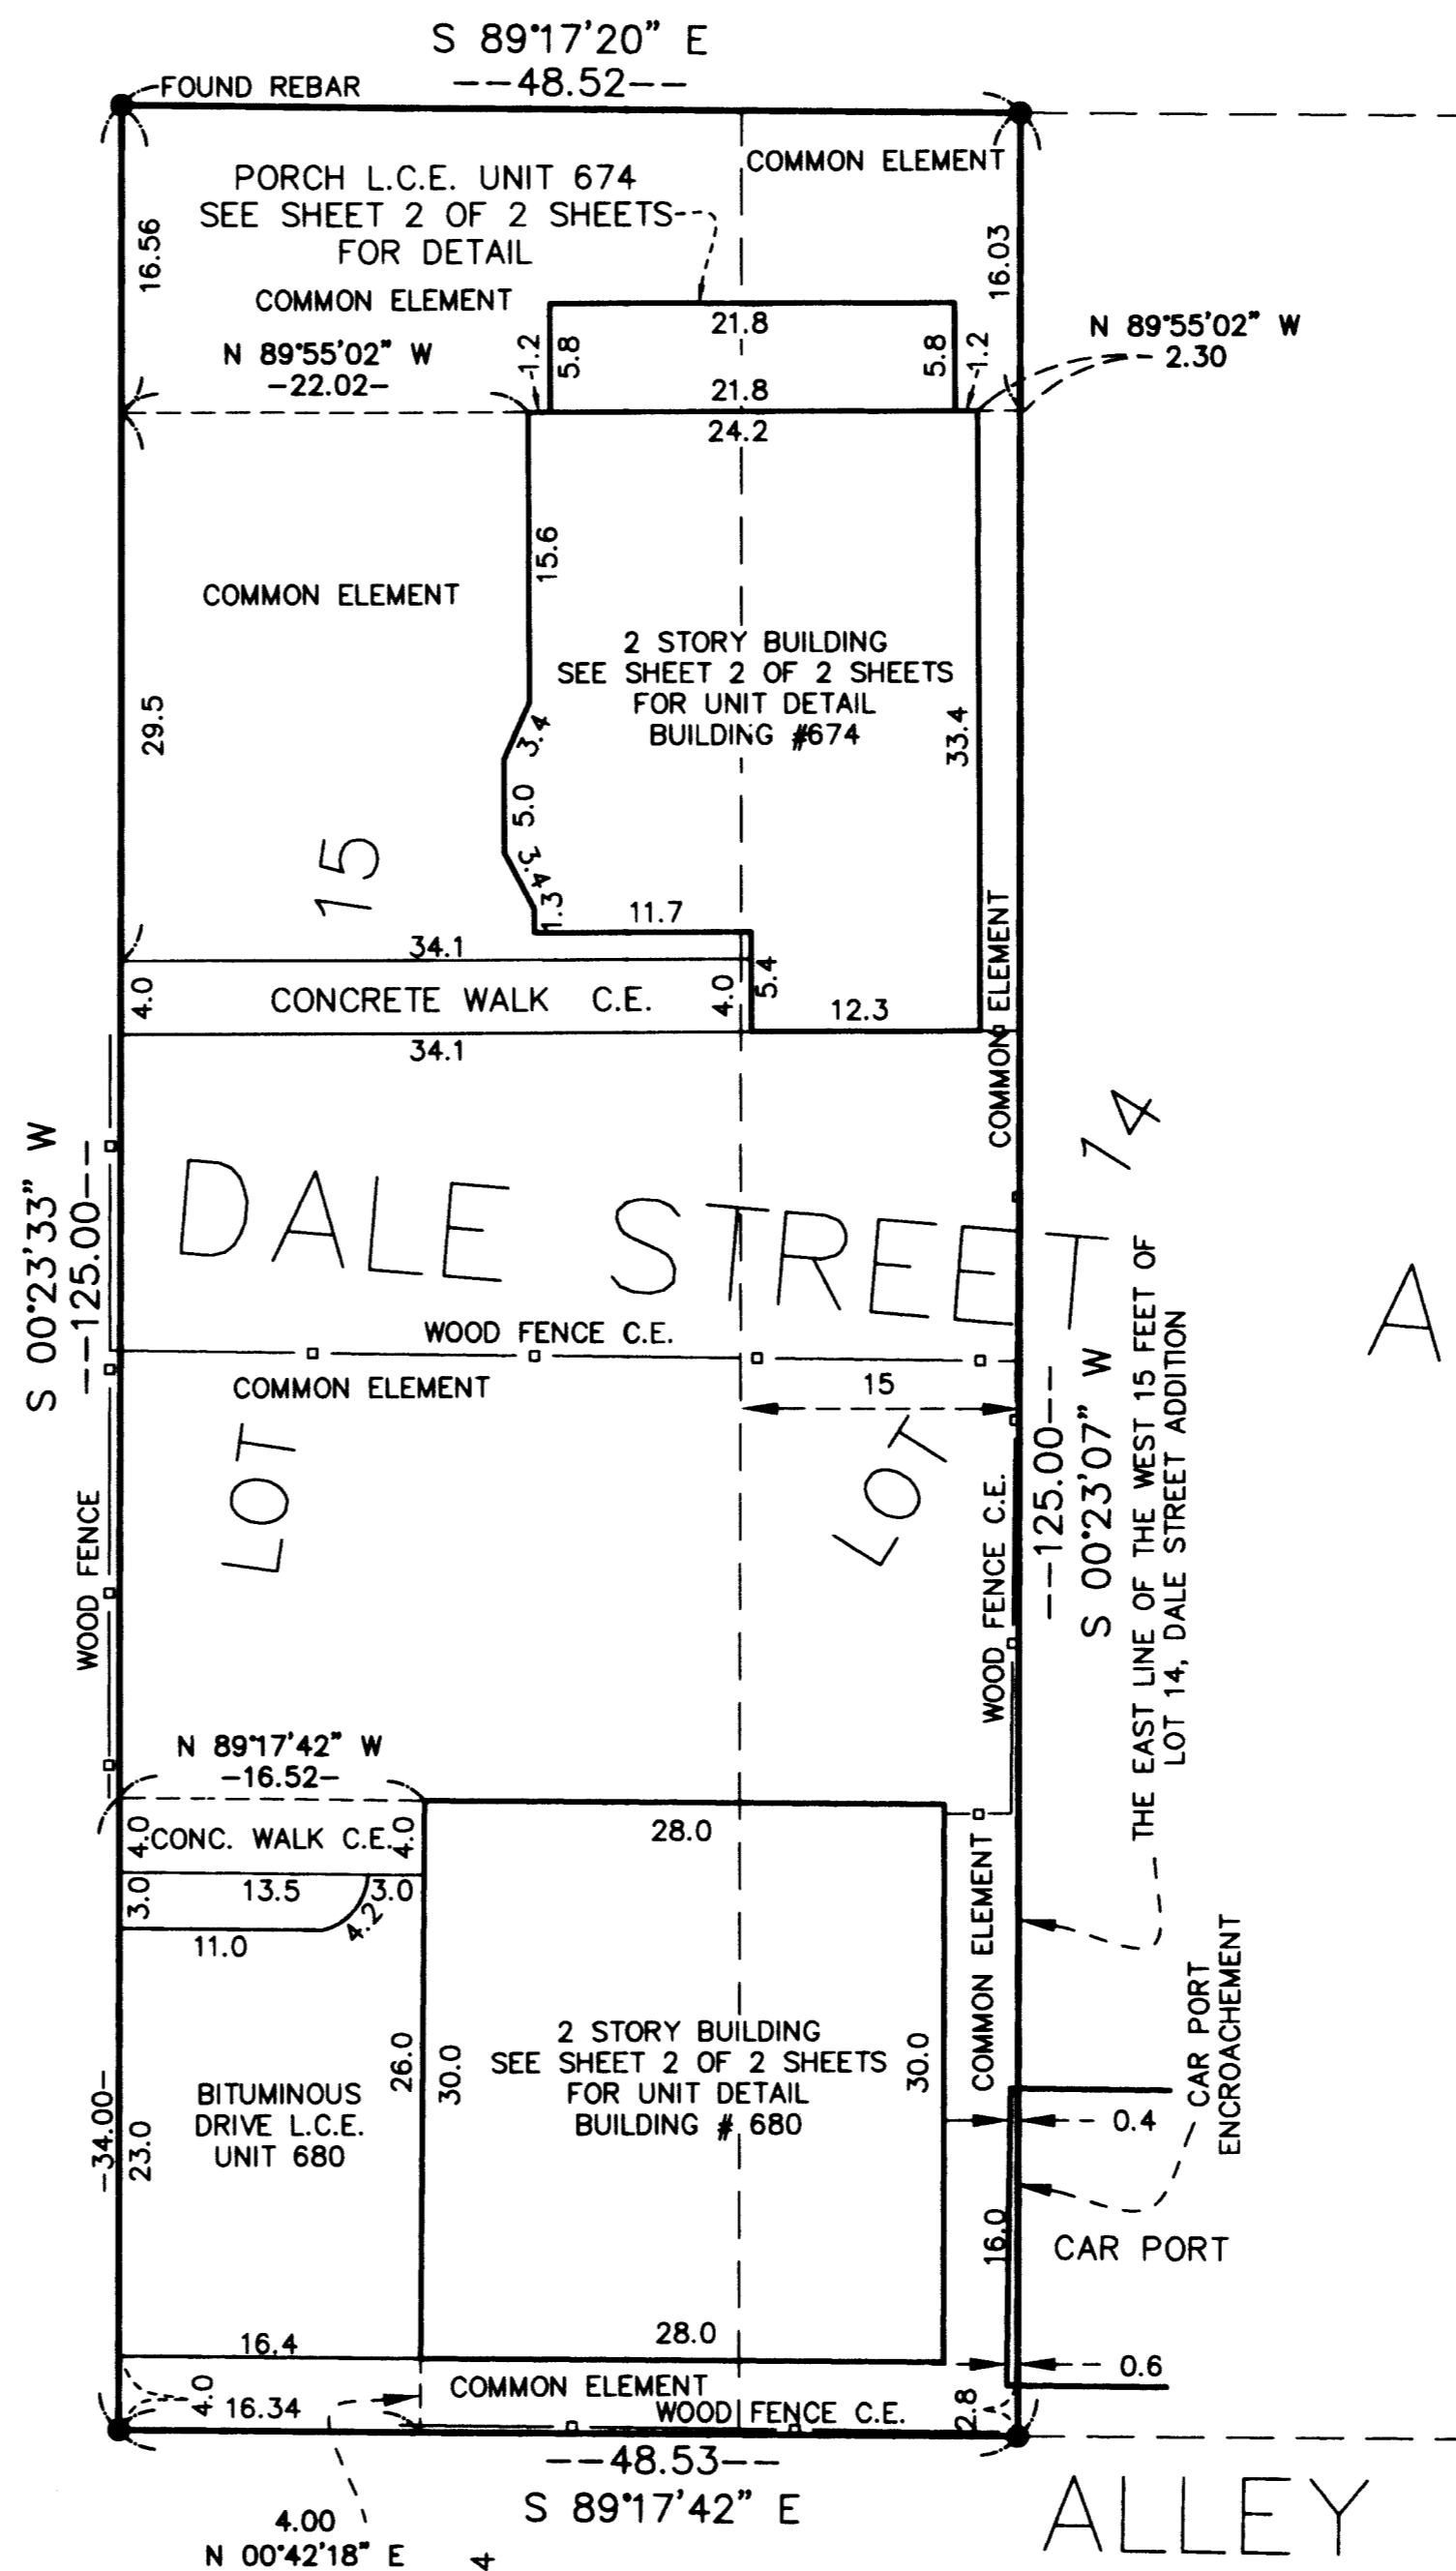 S 89°17'20" E
--48.52--
FOUND REBAR
COMMON ELEMENT
PORCH L.C.E. UNIT 674
SEE SHEET 2 OF 2 SHEETS
FOR DETAIL
16.56
16.03
COMMON ELEMENT
N 89°55'02" W
-22.02-
1.2
5.8
21.8
5.8
1.2
N 89°55'02" W
2.30
21.8
24.2
15.6
COMMON ELEMENT
2 STORY BUILDING
SEE SHEET 2 OF 2 SHEETS
FOR UNIT DETAIL
BUILDING #674
29.5
3.4
33.4
5.0
3.4
15
1.3
11.7
34.1
4.0
CONCRETE WALK C.E.
4.0
5.4
12.3
34.1
COMMON ELEMENT
14
S 00°23'33" W
--125.00--
DALE STREET
A
WOOD FENCE C.E.
COMMON ELEMENT
15
LOT
LOT
WOOD FENCE
WOOD FENCE C.E.
--125.00--
S 00°23'07" W
THE EAST LINE OF THE WEST 15 FEET OF
LOT 14, DALE STREET ADDITION
N 89°17'42" W
-16.52-
4.0
CONC. WALK C.E.
4.0
28.0
3.0
13.5
3.0
4.2
11.0
COMMON ELEMENT
26.0
30.0
2 STORY BUILDING
SEE SHEET 2 OF 2 SHEETS
FOR UNIT DETAIL
BUILDING # 680
30.0
BITUMINOUS
DRIVE L.C.E.
UNIT 680
-34.00-
23.0
CAR PORT
ENCROACHEMENT
0.4
16.0
CAR PORT
16.4
28.0
0.6
4.0
16.34
COMMON ELEMENT
WOOD FENCE C.E.
2.8
--48.53--
S 89°17'42" E
4.00
N 00°42'18" E
4
ALLEY